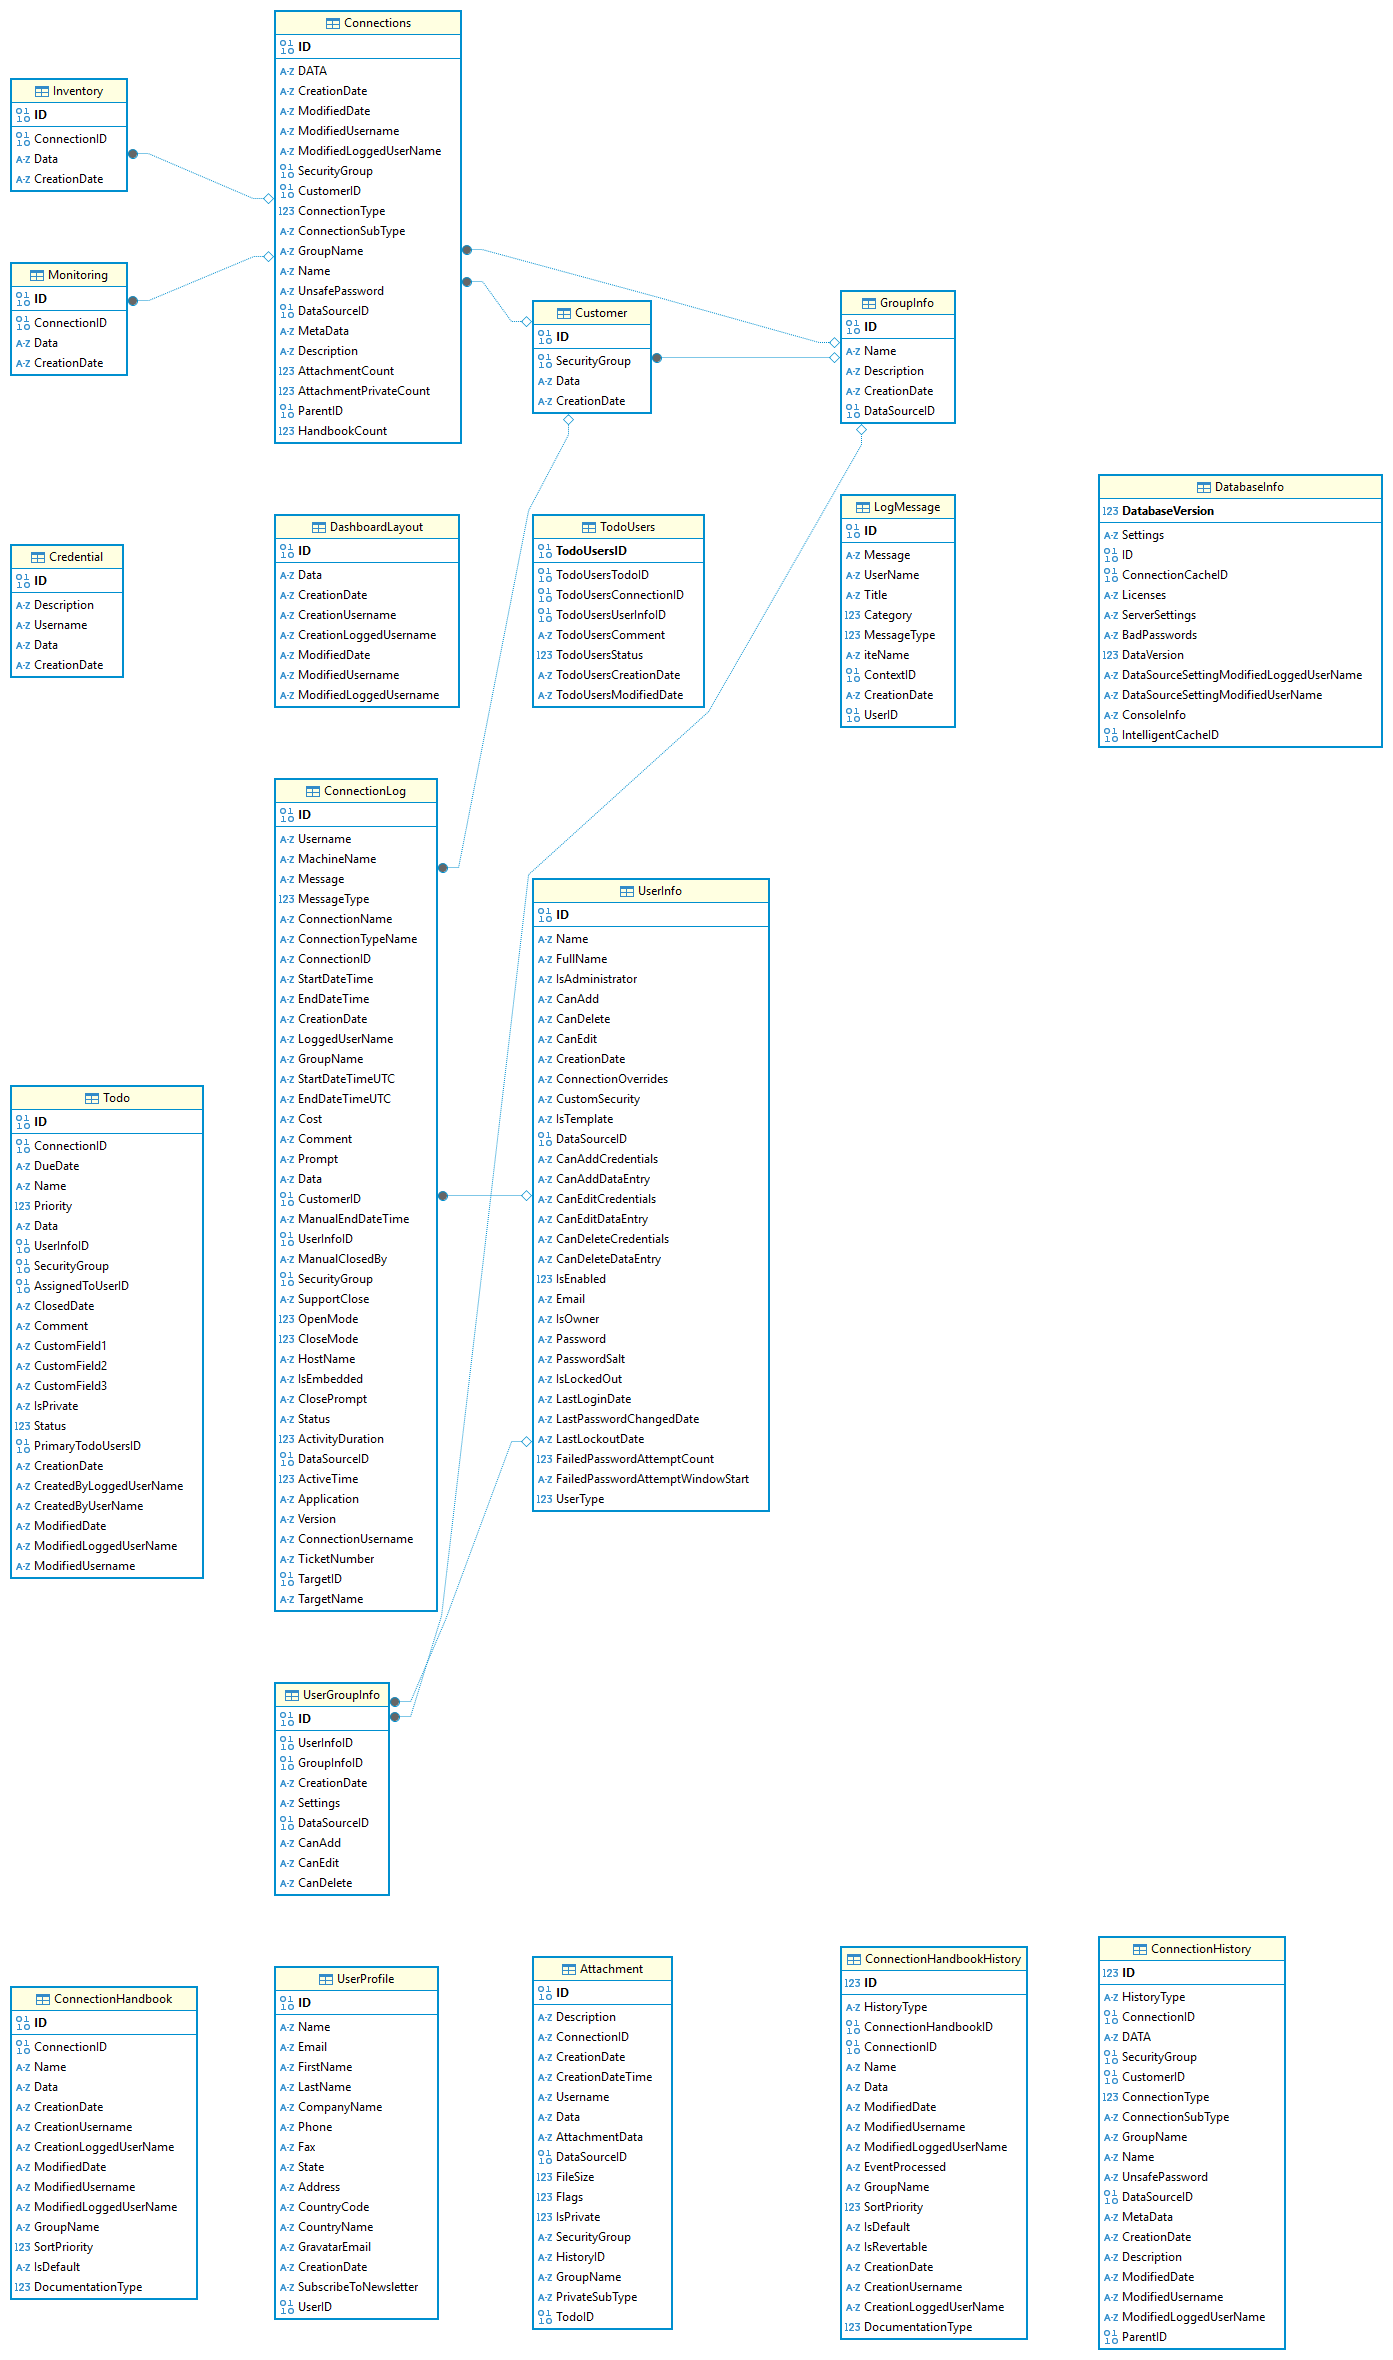 Connections
ID
DATA
CreationDate
ModifiedDate
ModifiedUsername
ModifiedLoggedUserName
SecurityGroup
CustomerID
ConnectionType
ConnectionSubType
GroupName
Name
UnsafePassword
DataSourceID
MetaData
Description
AttachmentCount
AttachmentPrivateCount
ParentID
HandbookCount
Inventory
ID
ConnectionID
Data
CreationDate
Monitoring
ID
ConnectionID
Data
CreationDate
Customer
ID
SecurityGroup
Data
CreationDate
GroupInfo
ID
Name
Description
CreationDate
DataSourceID
Credential
ID
Description
Username
Data
CreationDate
DashboardLayout
ID
Data
CreationDate
CreationUsername
CreationLoggedUsername
ModifiedDate
ModifiedUsername
ModifiedLoggedUsername
TodoUsers
TodoUsersID
TodoUsersTodoID
TodoUsersConnectionID
TodoUsersUserInfoID
TodoUsersComment
TodoUsersStatus
TodoUsersCreationDate
TodoUsersModifiedDate
LogMessage
ID
Message
UserName
Title
Category
MessageType
iteName
ContextID
CreationDate
UserID
DatabaseInfo
DatabaseVersion
Settings
ID
ConnectionCacheID
Licenses
ServerSettings
BadPasswords
DataVersion
DataSourceSettingModifiedLoggedUserName
DataSourceSettingModifiedUserName
ConsoleInfo
IntelligentCacheID
ConnectionLog
ID
Username
MachineName
Message
MessageType
ConnectionName
ConnectionTypeName
ConnectionID
StartDateTime
EndDateTime
CreationDate
LoggedUserName
GroupName
StartDateTimeUTC
EndDateTimeUTC
Cost
Comment
Prompt
Data
CustomerID
ManualEndDateTime
UserInfoID
ManualClosedBy
SecurityGroup
SupportClose
OpenMode
CloseMode
HostName
IsEmbedded
ClosePrompt
Status
ActivityDuration
DataSourceID
ActiveTime
Application
Version
ConnectionUsername
TicketNumber
TargetID
TargetName
UserInfo
ID
Name
FullName
IsAdministrator
CanAdd
CanDelete
CanEdit
CreationDate
ConnectionOverrides
CustomSecurity
IsTemplate
DataSourceID
CanAddCredentials
CanAddDataEntry
CanEditCredentials
CanEditDataEntry
CanDeleteCredentials
CanDeleteDataEntry
IsEnabled
Email
IsOwner
Password
PasswordSalt
IsLockedOut
LastLoginDate
LastPasswordChangedDate
LastLockoutDate
FailedPasswordAttemptCount
FailedPasswordAttemptWindowStart
UserType
Todo
ID
ConnectionID
DueDate
Name
Priority
Data
UserInfoID
SecurityGroup
AssignedToUserID
ClosedDate
Comment
CustomField1
CustomField2
CustomField3
IsPrivate
Status
PrimaryTodoUsersID
CreationDate
CreatedByLoggedUserName
CreatedByUserName
ModifiedDate
ModifiedLoggedUserName
ModifiedUsername
UserGroupInfo
ID
UserInfoID
GroupInfoID
CreationDate
Settings
DataSourceID
CanAdd
CanEdit
CanDelete
ConnectionHandbook
ID
ConnectionID
Name
Data
CreationDate
CreationUsername
CreationLoggedUserName
ModifiedDate
ModifiedUsername
ModifiedLoggedUserName
GroupName
SortPriority
IsDefault
DocumentationType
UserProfile
ID
Name
Email
FirstName
LastName
CompanyName
Phone
Fax
State
Address
CountryCode
CountryName
GravatarEmail
CreationDate
SubscribeToNewsletter
UserID
Attachment
ID
Description
ConnectionID
CreationDate
CreationDateTime
Username
Data
AttachmentData
DataSourceID
FileSize
Flags
IsPrivate
SecurityGroup
HistoryID
GroupName
PrivateSubType
TodoID
ConnectionHandbookHistory
ID
HistoryType
ConnectionHandbookID
ConnectionID
Name
Data
ModifiedDate
ModifiedUsername
ModifiedLoggedUserName
EventProcessed
GroupName
SortPriority
IsDefault
IsRevertable
CreationDate
CreationUsername
CreationLoggedUserName
DocumentationType
ConnectionHistory
ID
HistoryType
ConnectionID
DATA
SecurityGroup
CustomerID
ConnectionType
ConnectionSubType
GroupName
Name
UnsafePassword
DataSourceID
MetaData
CreationDate
Description
ModifiedDate
ModifiedUsername
ModifiedLoggedUserName
ParentID